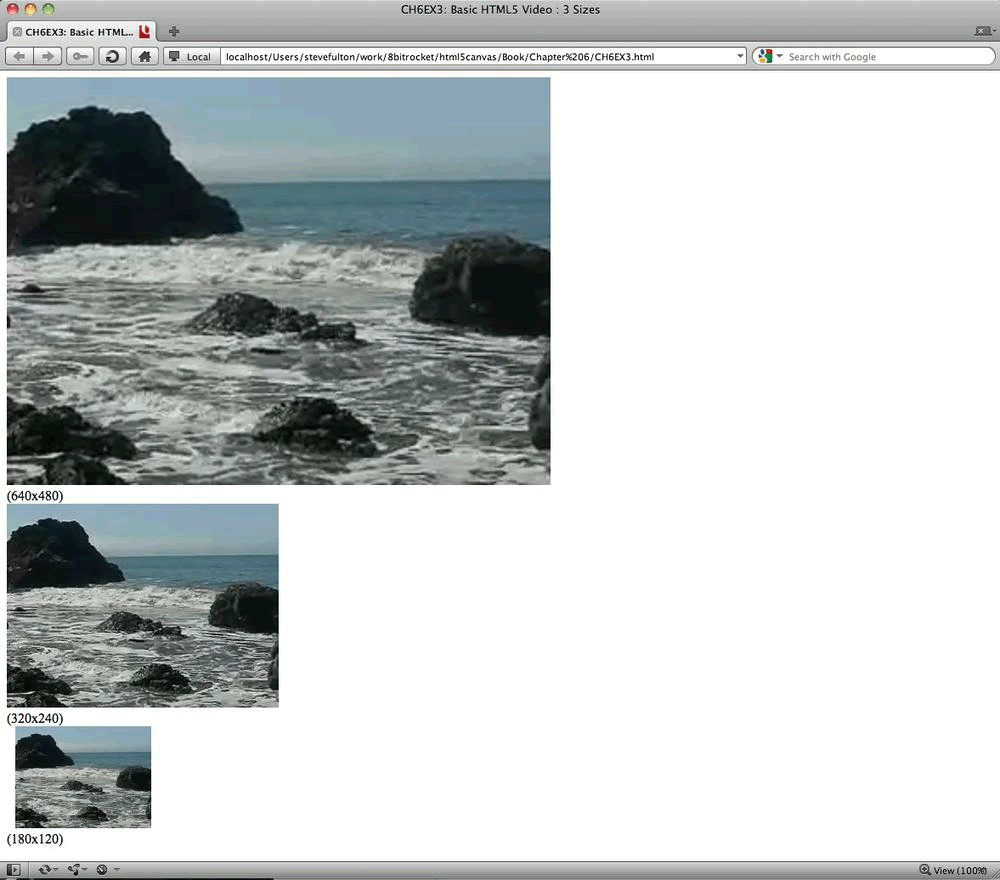 CH6EX3: Basic HTML5 Video : 3 Sizes
CH6EX3: Basic HTML...
Local
localhost/Users/stevefulton/work/8bitrocket/html5canvas/Book/Chapter%206/CH6EX3.html
Search with Google
(640x480)
(320x240)
(180x120)
View (100%)